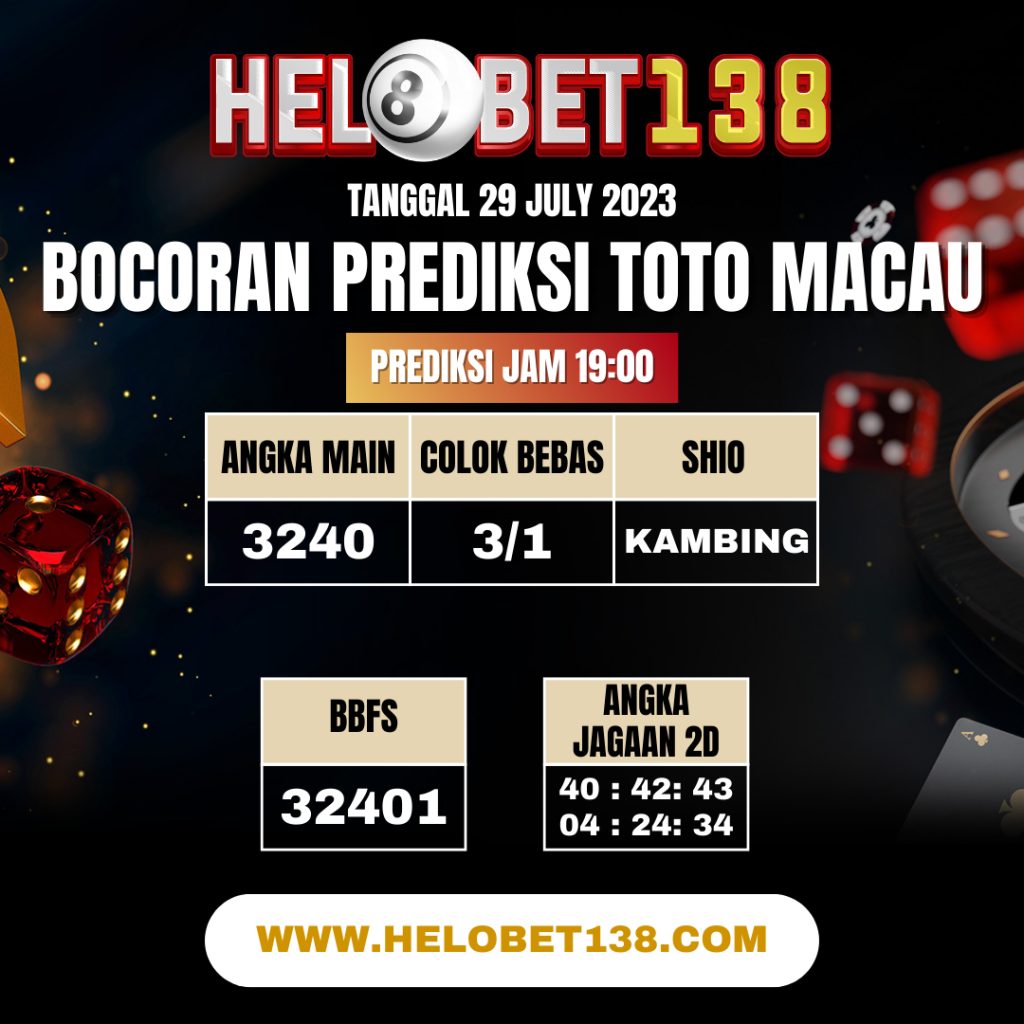 HEL8BET138
TANGGAL 29 JULY 2023
BOCORAN PREDIKSI TOTO MACAU
PREDIKSI JAM 19:00
ANGKA MAIN COLOK BEBAS SHIO
3240 3/1 KAMBING
BBFS
32401
ANGKA
JAGAAN 2D
40 : 42: 43
04 : 24: 34
A
WWW.HELOBET138.COM